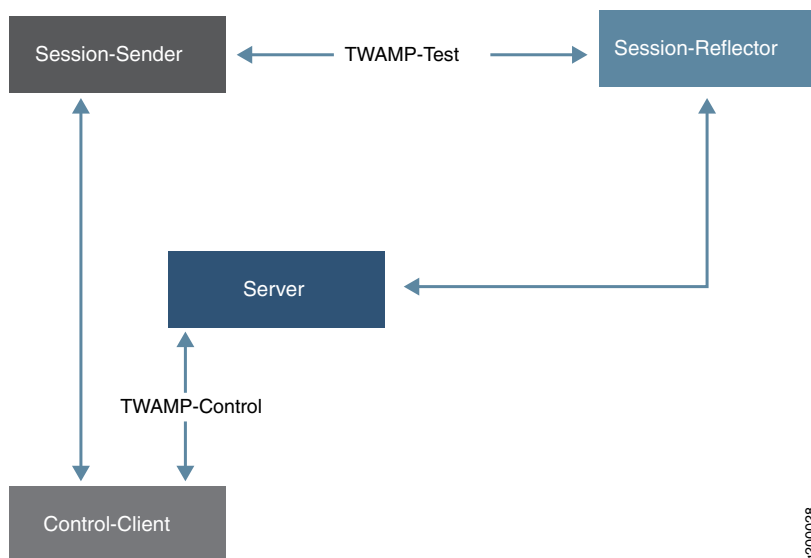 Session-Sender
TWAMP-Test
Session-Reflector
Server
TWAMP-Control
Control-Client